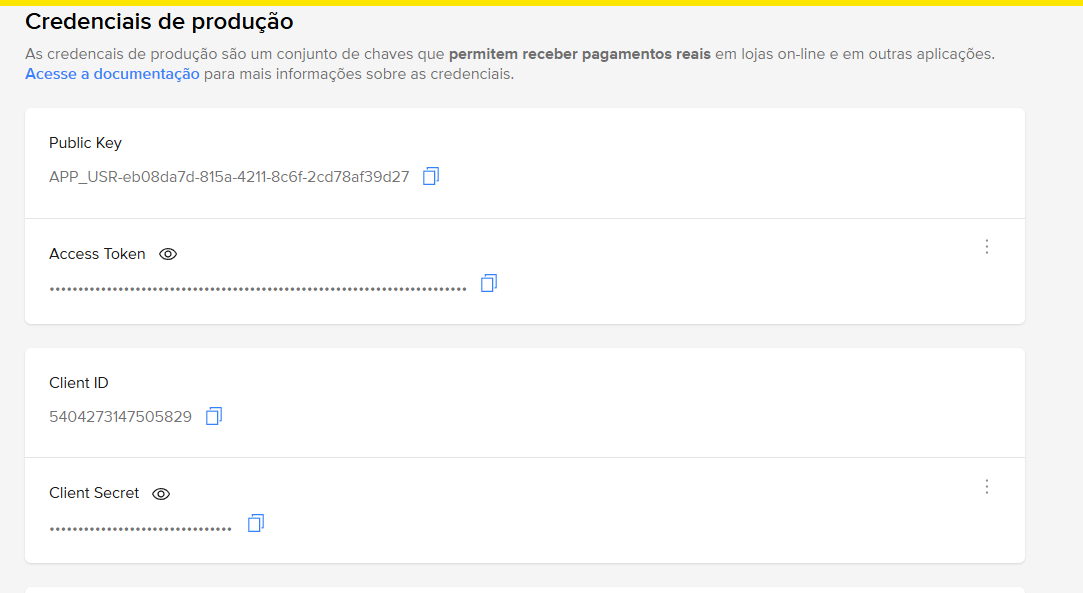 Credenciais de produção
As credencais de produção são um conjunto de chaves que permitem receber pagamentos reais em lojas on-line e em outras aplicações.
Acesse a documentação para mais informações sobre as credenciais.
Public Key
APP_USR-eb08da7d-815a-4211-8c6f-2cd78af39d27
Access Token
Client ID
5404273147505829
Client Secret